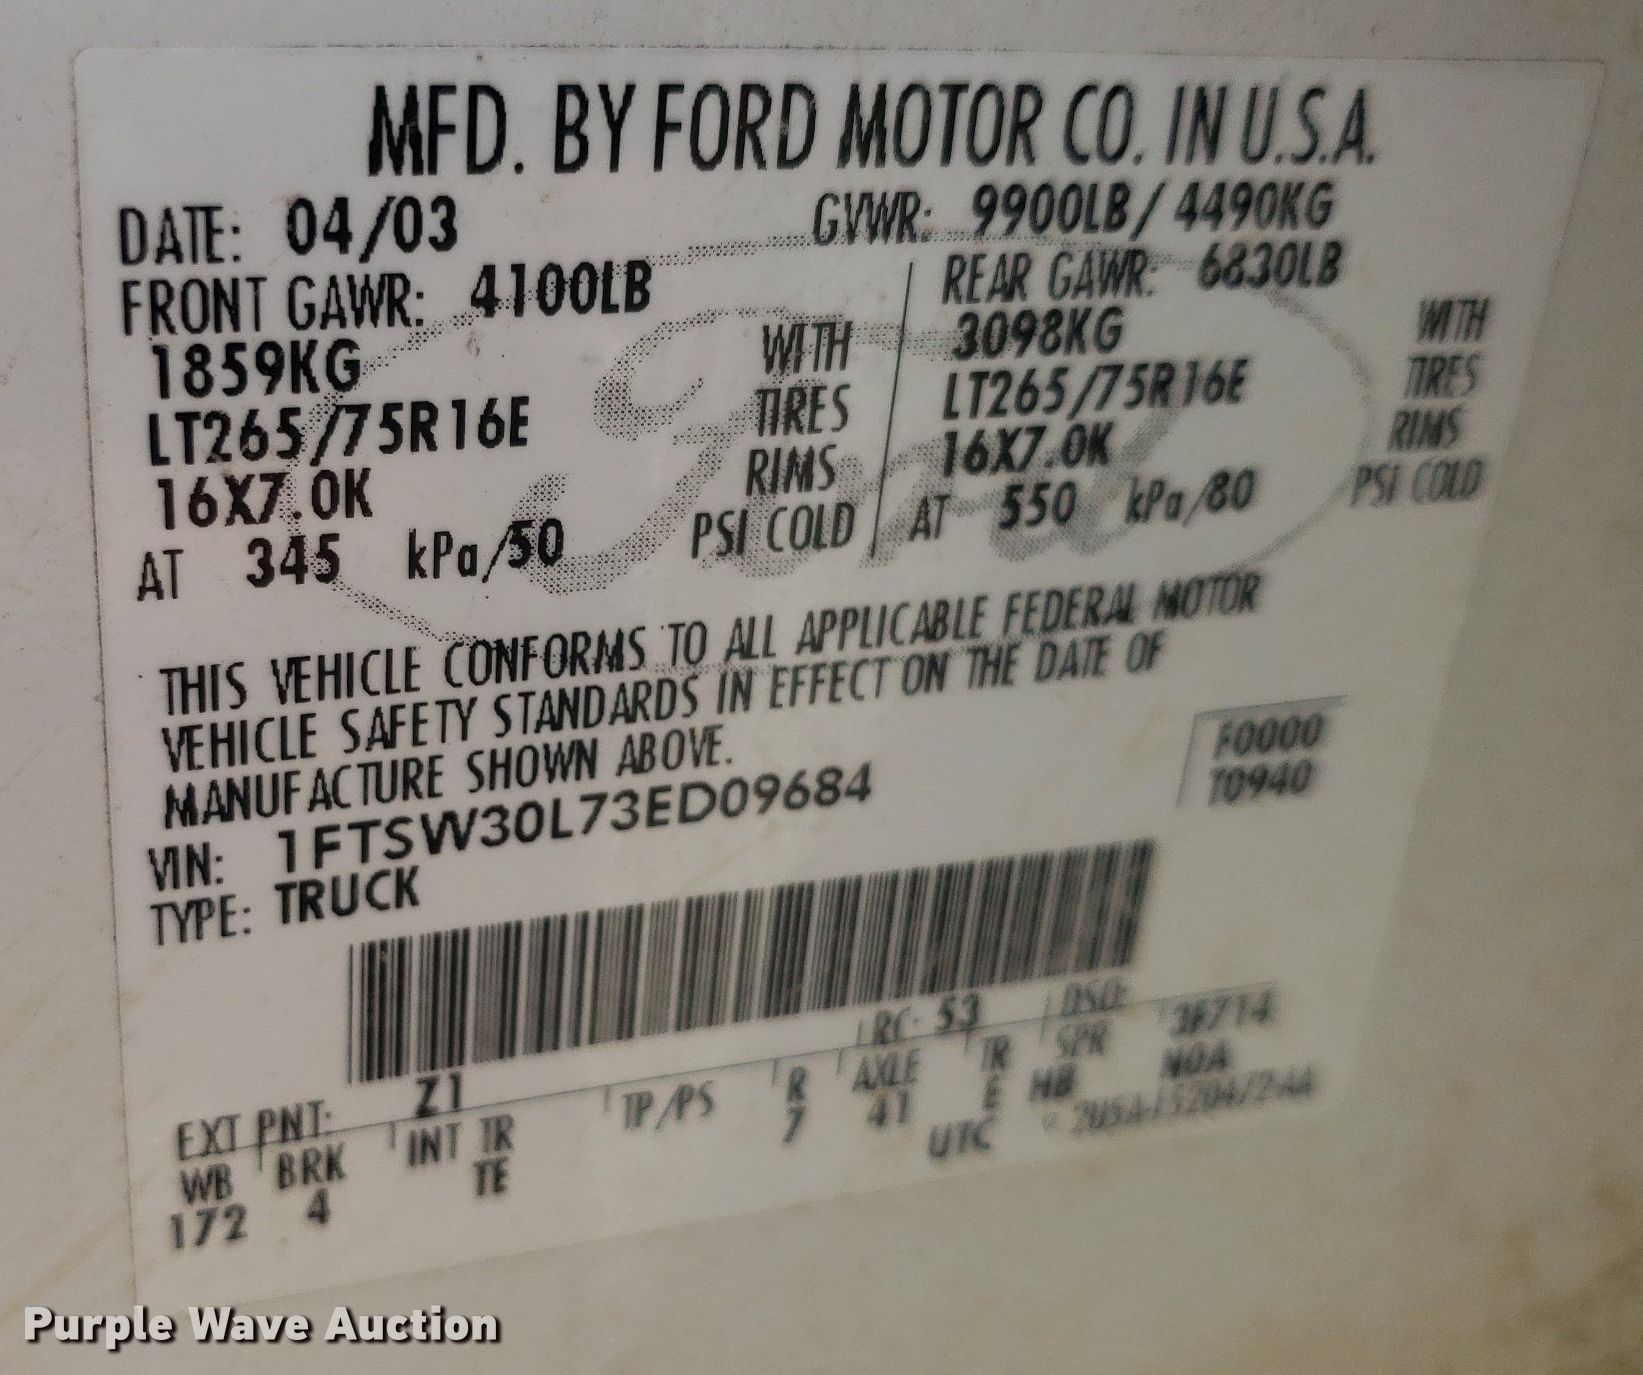 MFD. BY FORD MOTOR CO. IN U.S.A.
DATE: 04/03 GVWR: 9900LB/ 4490KG
FRONT GAWR: 4100LB REAR GAWR: 6830LB
1859KG WITH 3098KG WITH
LT265/75R16E TIRES LT265/75R16E TIRES
16X7.0K RIMS 16X7.0K RIMS
AT 345 kPa/50 PSI COLD AT 550 kPa/80 PSI COLD
THIS VEHICLE CONFORMS TO ALL APPLICABLE FEDERAL MOTOR
VEHICLE SAFETY STANDARDS IN EFFECT ON THE DATE OF
MANUFACTURE SHOWN ABOVE.
F0000
T0940
VIN: 1FTSW30L73ED09684
TYPE: TRUCK
EXT PNT: Z1 RC: 53 DSO:
WB BRK INT TR TP/PS R AXLE TR SPR
172 4 TE 7 41 E
UTC
Ford
Purple Wave Auction